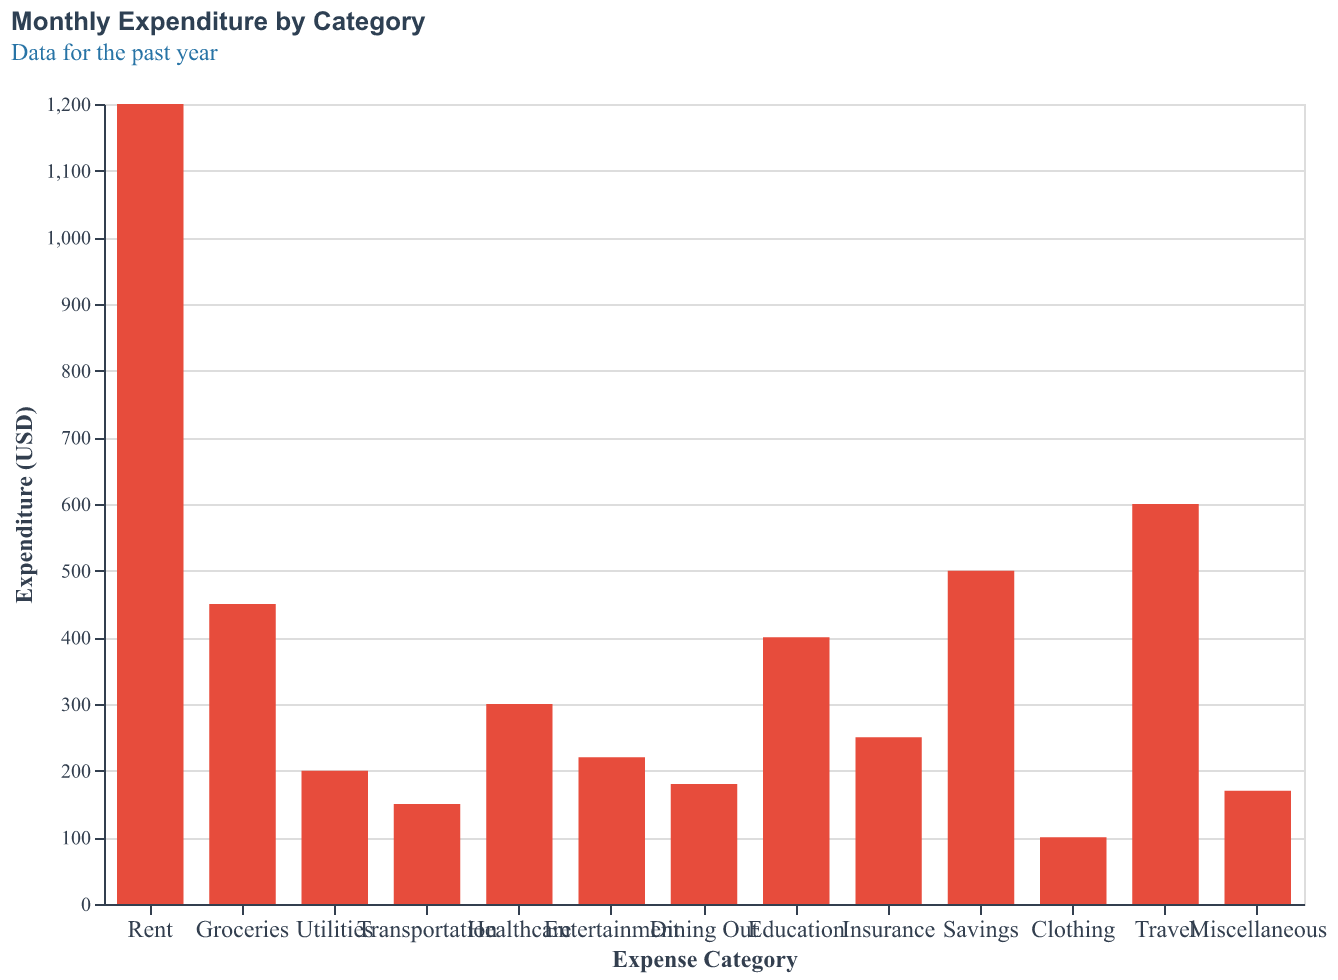 Monthly Expenditure by Category
Data for the past year
1,200
1,100
1,000
900
800
700
600
500
400
300
200
100
0
Expenditure (USD)
Rent Groceries Utilities Transportation Healthcare Entertainment Dining Out Education Insurance Savings Clothing Travel Miscellaneous
Expense Category